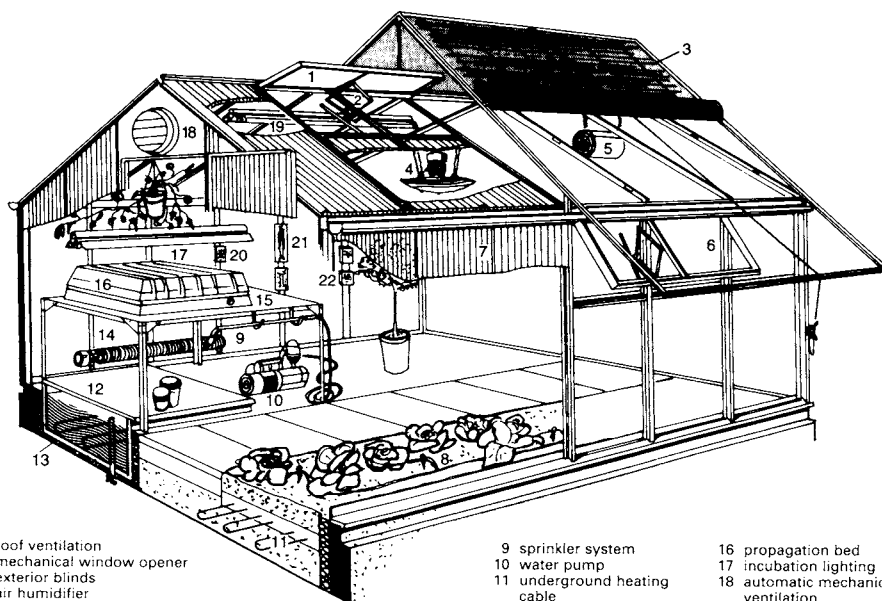 3
1
2
18
19
5
4
21
6
17
20
7
22
16
15
14
9
12
10
13
8
11
oof ventilation
mechanical window opener
exterior blinds
ir humidifier
9 sprinkler system
10 water pump
11 underground heating
cable
16 propagation bed
17 incubation lighting
18 automatic mechanic
ventilation